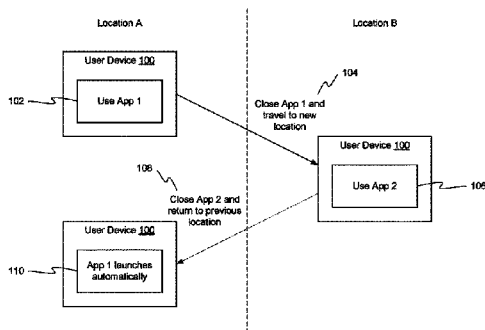 Location A
Location B
User Device 100
Use App 1
102
104
Close App 1 and
travel to new
location
User Device 100
Use App 2
106
108
Close App 2 and
return to previous
location
User Device 100
App 1 launches
automatically
110